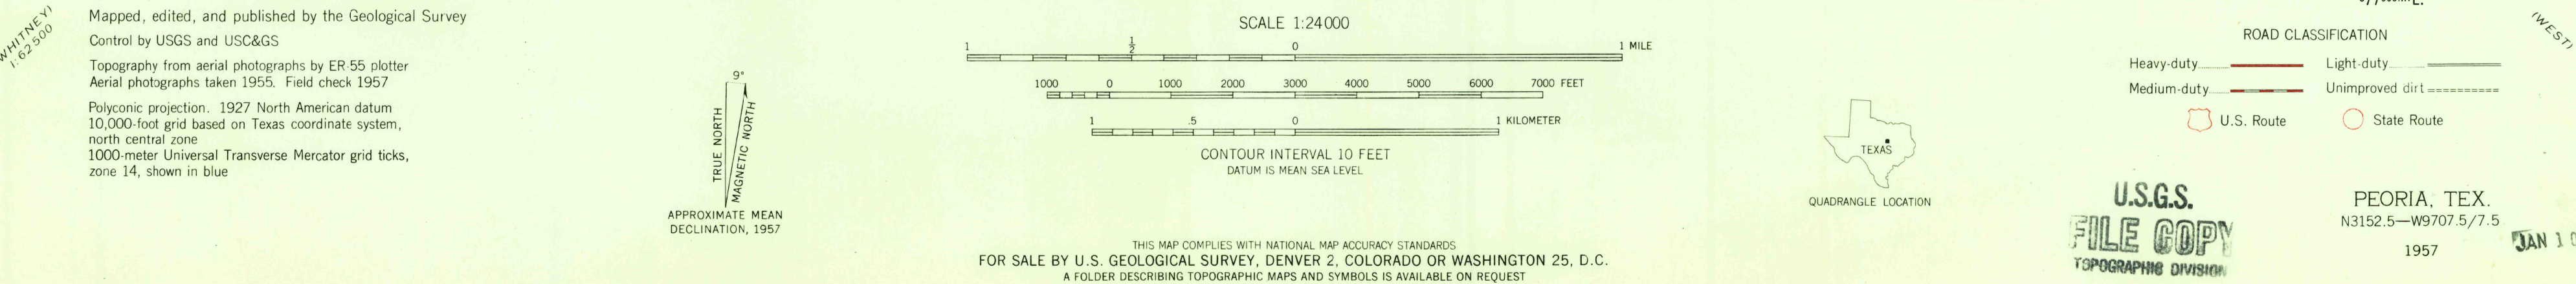 WHITNEY)
1:62500
Mapped, edited, and published by the Geological Survey
Control by USGS and USC&GS
Topography from aerial photographs by ER-55 plotter
Aerial photographs taken 1955. Field check 1957
Polyconic projection. 1927 North American datum
10,000-foot grid based on Texas coordinate system,
north central zone
1000-meter Universal Transverse Mercator grid ticks,
zone 14, shown in blue
9°
TRUE NORTH
MAGNETIC NORTH
APPROXIMATE MEAN
DECLINATION, 1957
SCALE 1:24000
1 ½ 0 1 MILE
1000 0 1000 2000 3000 4000 5000 6000 7000 FEET
1 .5 0 1 KILOMETER
CONTOUR INTERVAL 10 FEET
DATUM IS MEAN SEA LEVEL
THIS MAP COMPLIES WITH NATIONAL MAP ACCURACY STANDARDS
FOR SALE BY U.S. GEOLOGICAL SURVEY, DENVER 2, COLORADO OR WASHINGTON 25, D.C.
A FOLDER DESCRIBING TOPOGRAPHIC MAPS AND SYMBOLS IS AVAILABLE ON REQUEST
TEXAS
QUADRANGLE LOCATION
(WEST)
ROAD CLASSIFICATION
Heavy-duty Light-duty
Medium-duty Unimproved dirt
U.S. Route State Route
U.S.G.S.
FILE COPY
TOPOGRAPHIC DIVISION
PEORIA, TEX.
N3152.5—W9707.5/7.5
1957
JAN 10